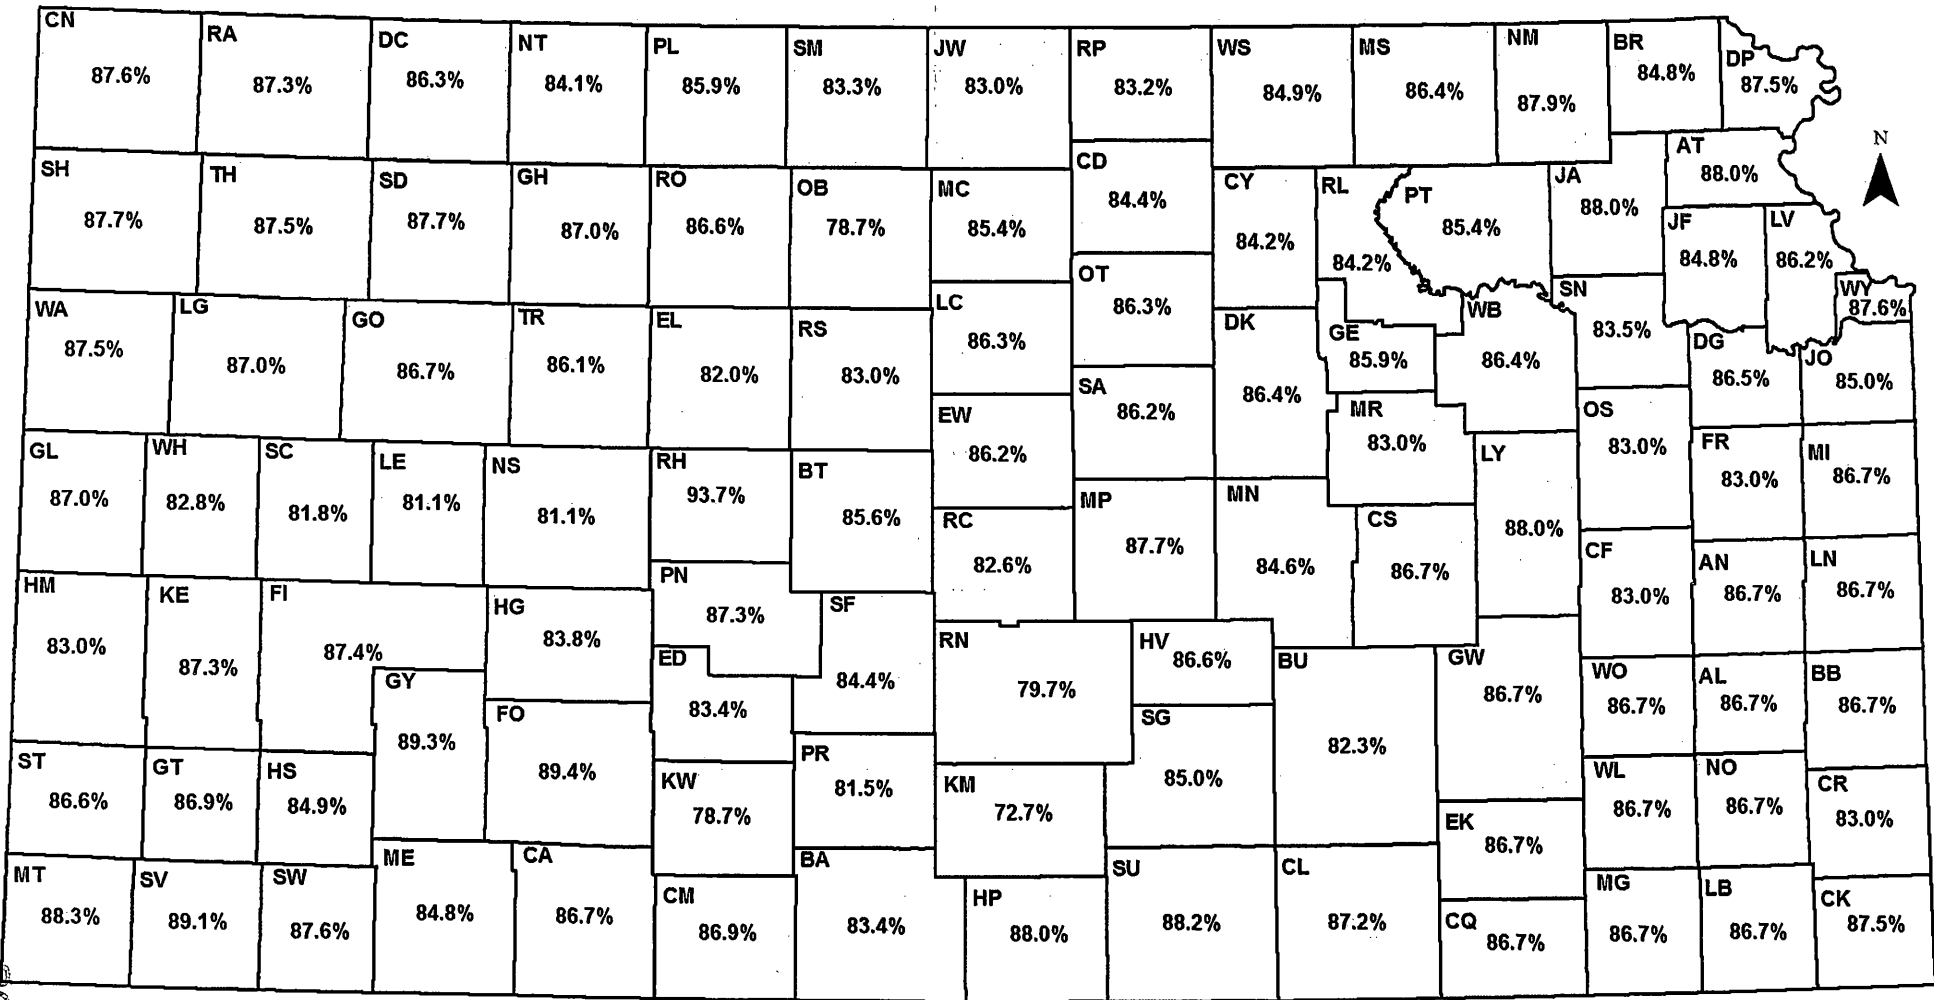 CN 87.6%
RA 87.3%
DC 86.3%
NT 84.1%
PL 85.9%
SM 83.3%
JW 83.0%
RP 83.2%
WS 84.9%
MS 86.4%
NM 87.9%
BR 84.8%
DP 87.5%
N
SH 87.7%
TH 87.5%
SD 87.7%
GH 87.0%
RO 86.6%
OB 78.7%
MC 85.4%
CD 84.4%
CY 84.2%
RL 84.2%
PT 85.4%
JA 88.0%
AT 88.0%
JF 84.8%
LV 86.2%
WY 87.6%
WA 87.5%
LG 87.0%
GO 86.7%
TR 86.1%
EL 82.0%
RS 83.0%
LC 86.3%
OT 86.3%
DK 86.4%
GE 85.9%
WB 86.4%
SN 83.5%
DG 86.5%
JO 85.0%
EW 86.2%
SA 86.2%
MR 83.0%
OS 83.0%
FR 83.0%
MI 86.7%
GL 87.0%
WH 82.8%
SC 81.8%
LE 81.1%
NS 81.1%
RH 93.7%
BT 85.6%
RC 82.6%
MP 87.7%
MN 84.6%
CS 86.7%
LY 88.0%
CF 83.0%
AN 86.7%
LN 86.7%
HM 83.0%
KE 87.3%
FI 87.4%
HG 83.8%
PN 87.3%
SF 84.4%
RN 79.7%
HV 86.6%
BU 82.3%
GW 86.7%
WO 86.7%
AL 86.7%
BB 86.7%
GY 89.3%
FO 89.4%
ED 83.4%
SG 85.0%
ST 86.6%
GT 86.9%
HS 84.9%
KW 78.7%
PR 81.5%
KM 72.7%
EK 86.7%
WL 86.7%
NO 86.7%
CR 83.0%
MT 88.3%
SV 89.1%
SW 87.6%
ME 84.8%
CA 86.7%
CM 86.9%
BA 83.4%
HP 88.0%
SU 88.2%
CL 87.2%
CQ 86.7%
MG 86.7%
LB 86.7%
CK 87.5%